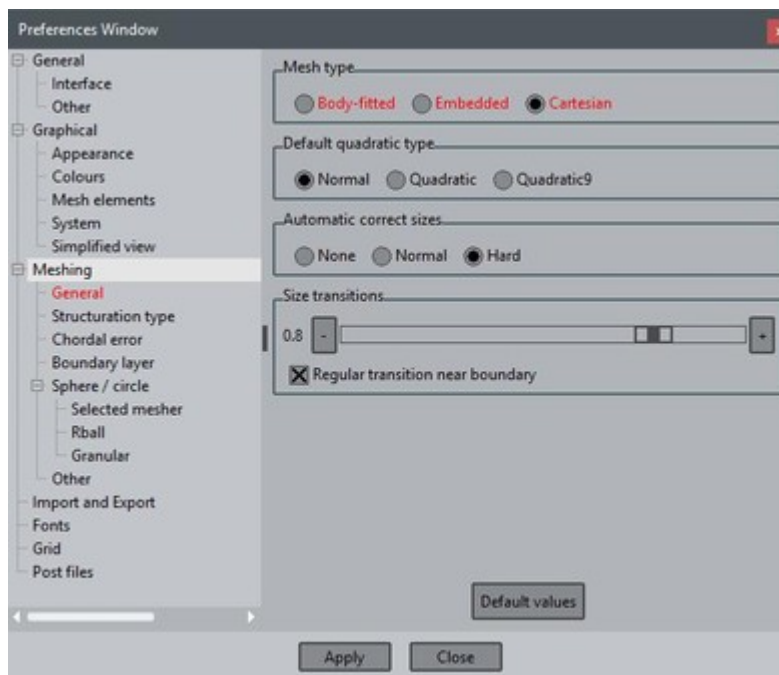 Preferences Window
x
General
Interface
Other
Graphical
Appearance
Colours
Mesh elements
System
Simplified view
Meshing
General
Structuration type
Chordal error
Boundary layer
Sphere / circle
Selected mesher
Rball
Granular
Other
Import and Export
Fonts
Grid
Post files
Mesh type
Body-fitted Embedded Cartesian
Default quadratic type
Normal Quadratic Quadratic9
Automatic correct sizes
None Normal Hard
Size transitions
0.8 - +
Regular transition near boundary
Default values
Apply Close